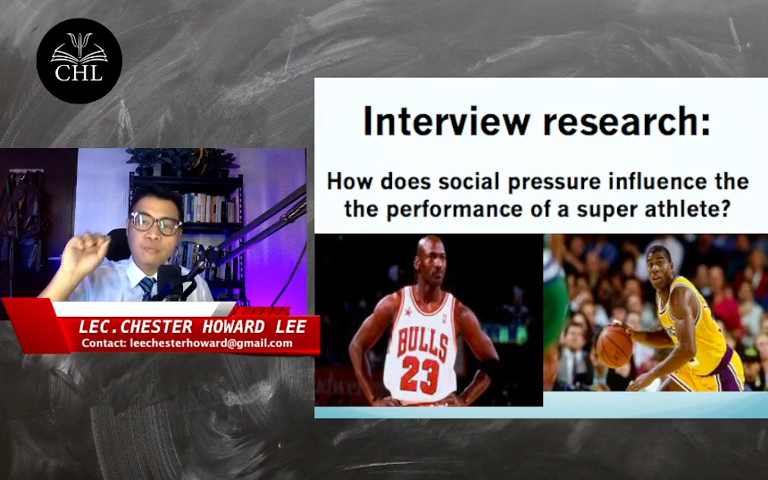 CHL
Interview research:
How does social pressure influence the
the performance of a super athlete?
BULLS
23
LEC.CHESTER HOWARD LEE
Contact: leechesterhoward@gmail.com